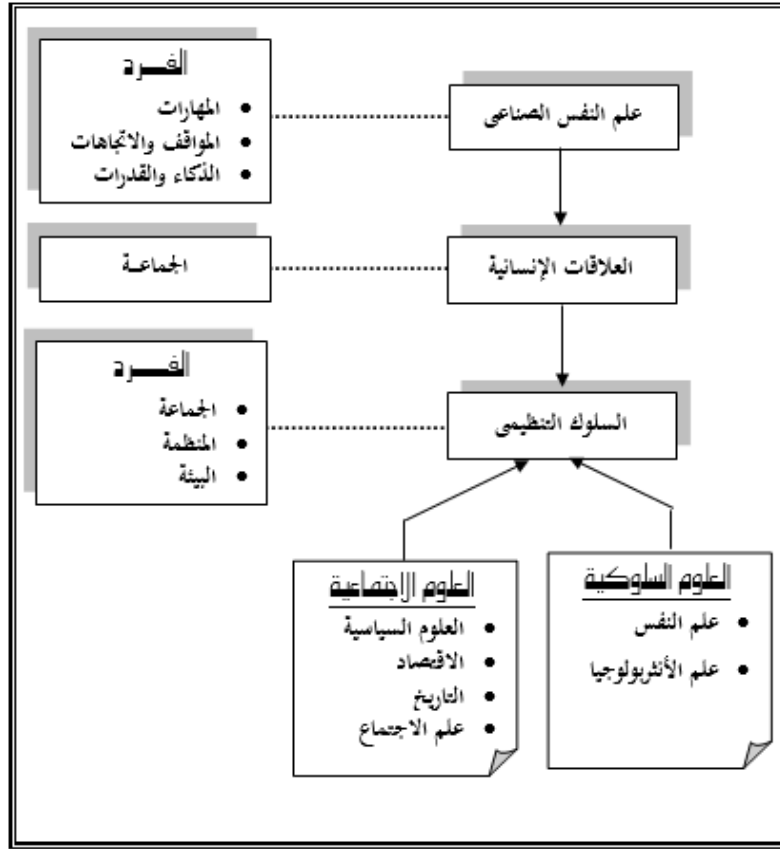 الفـــرد
• المهارات
• المواقف والاتجاهات
• الذكاء والقدرات
علم النفس الصناعى
العلاقات الإنسانية
الجماعـة
السلوك التنظيمى
الفـــرد
• الجماعة
• المنظمة
• البيئة
العلوم السلوكية
• علم النفس
• علم الأنثربولوجيا
العلوم الاجتماعية
• العلوم السياسية
• الاقتصاد
• التاريخ
• علم الاجتماع